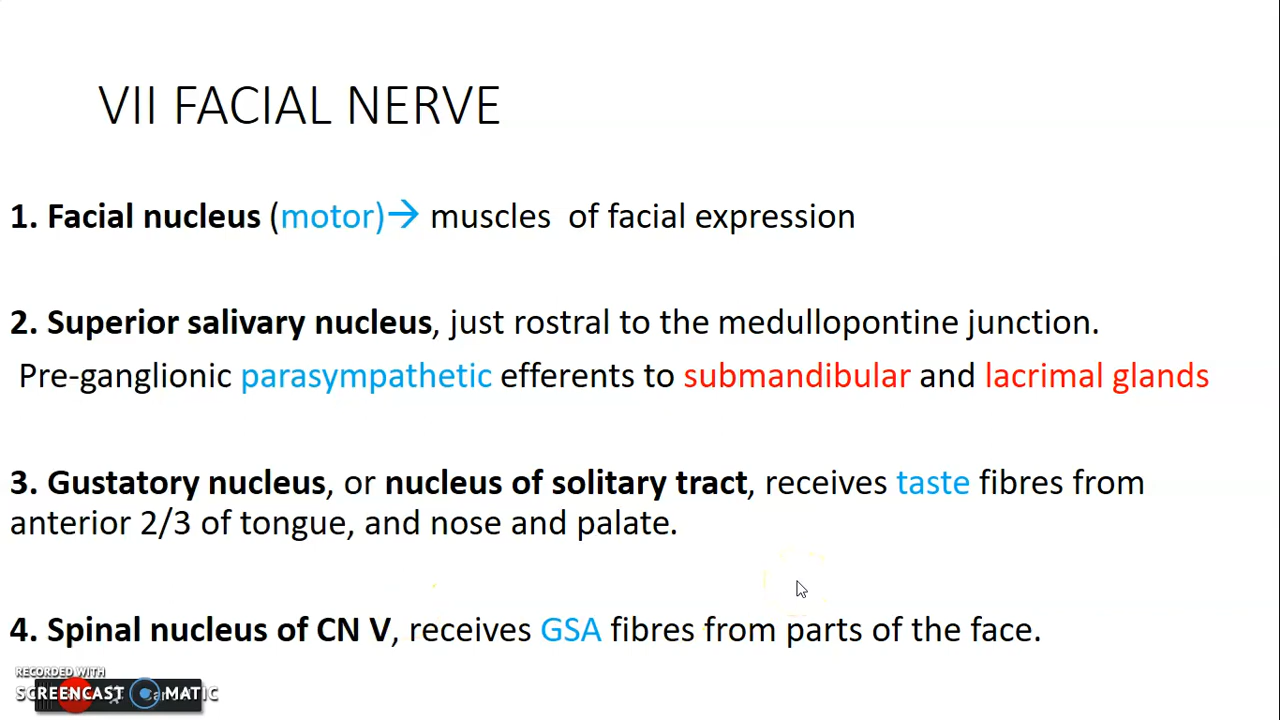 VII FACIAL NERVE
1. Facial nucleus (motor)→ muscles of facial expression
2. Superior salivary nucleus, just rostral to the medullopontine junction.
Pre-ganglionic parasympathetic efferents to submandibular and lacrimal glands
3. Gustatory nucleus, or nucleus of solitary tract, receives taste fibres from
anterior 2/3 of tongue, and nose and palate.
4. Spinal nucleus of CN V, receives GSA fibres from parts of the face.
RECORDED WITH
SCREENCAST MATIC